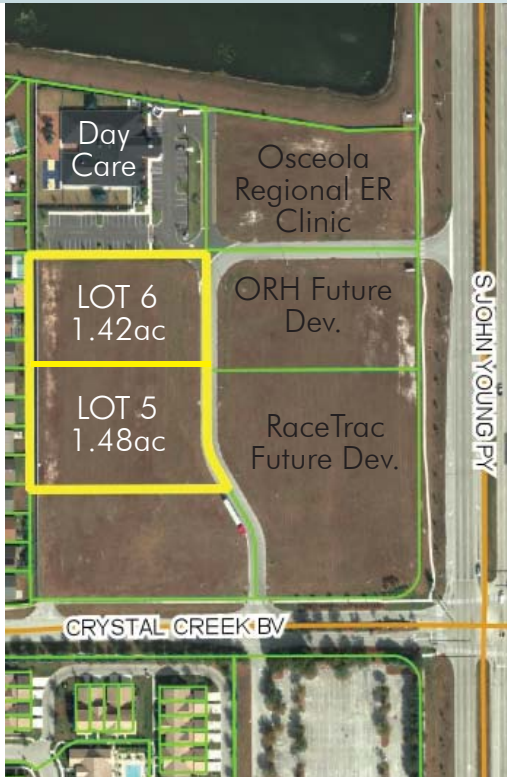 Day
Care
Osceola
Regional ER
Clinic
LOT 6
1.42ac
ORH Future
Dev.
LOT 5
1.48ac
RaceTrac
Future Dev.
S JOHN YOUNG PY
CRYSTAL CREEK BV